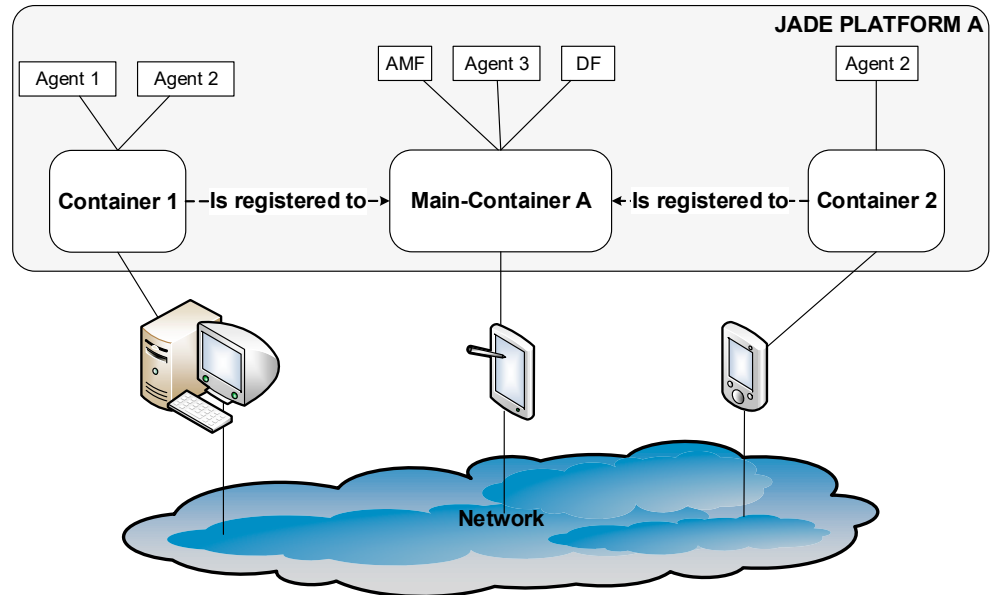 JADE PLATFORM A
Agent 1
Agent 2
AMF
Agent 3
DF
Agent 2
Container 1
Is registered to
Main-Container A
Is registered to
Container 2
Network